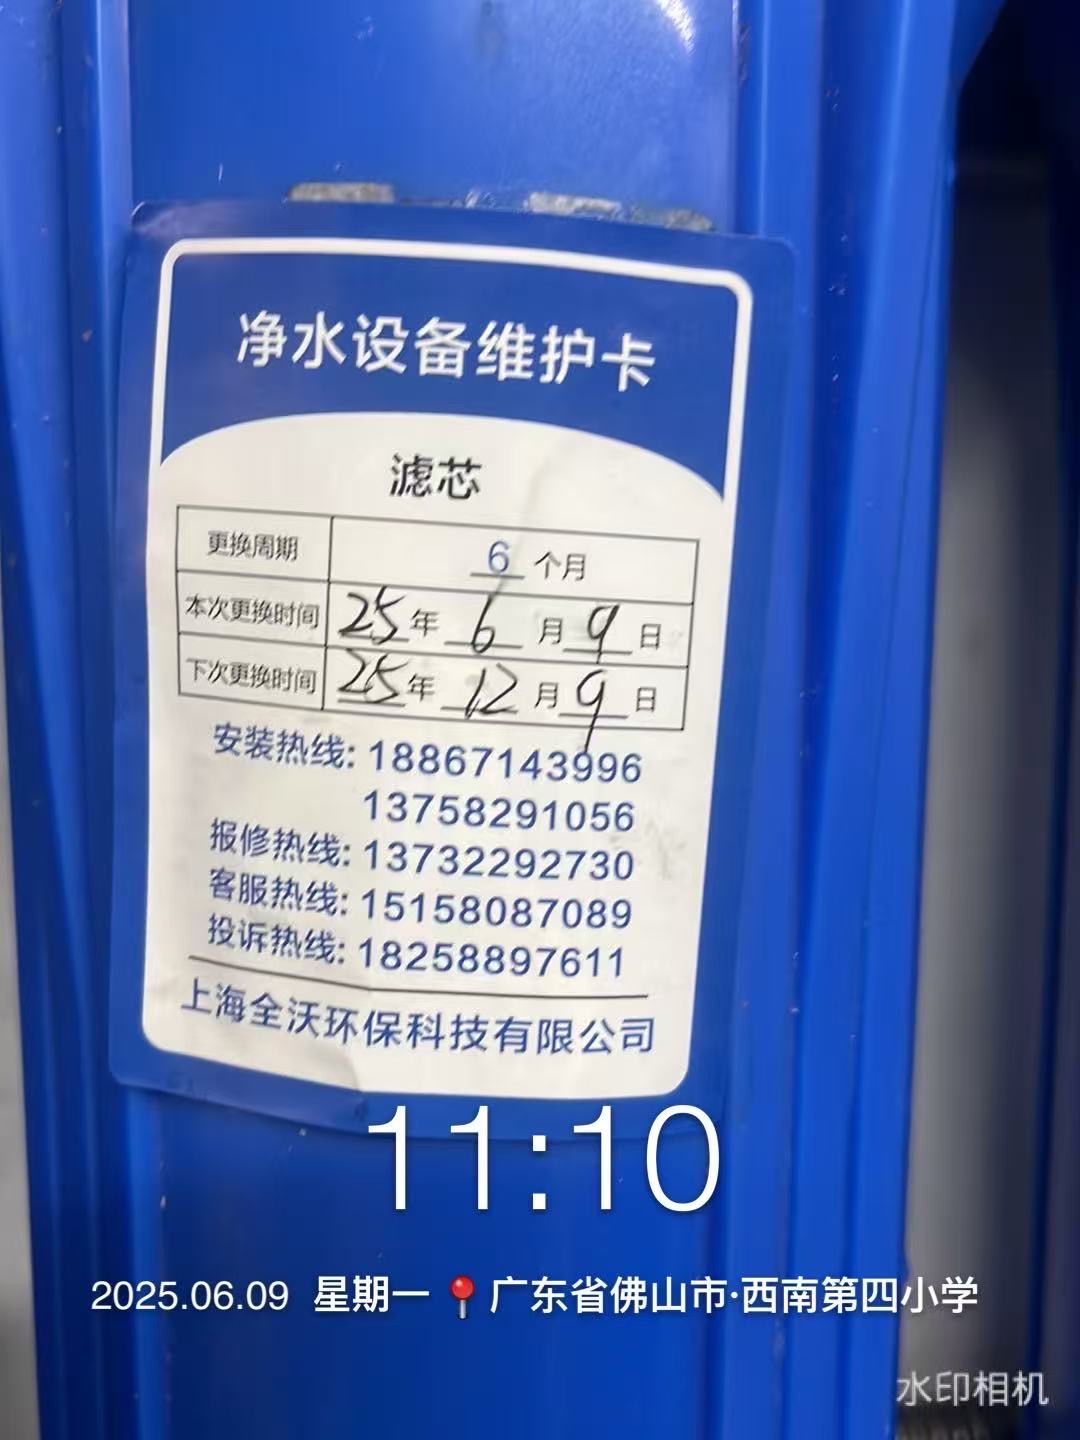 净水设备维护卡
滤芯
更换周期 6 个月
本次更换时间 25 年 6 月 9 日
下次更换时间 25 年 12 月 9 日
安装热线: 18867143996
13758291056
报修热线: 13732292730
客服热线: 15158087089
投诉热线: 18258897611
上海全沃环保科技有限公司
11:10
2025.06.09 星期一 📍广东省佛山市·西南第四小学
水印相机